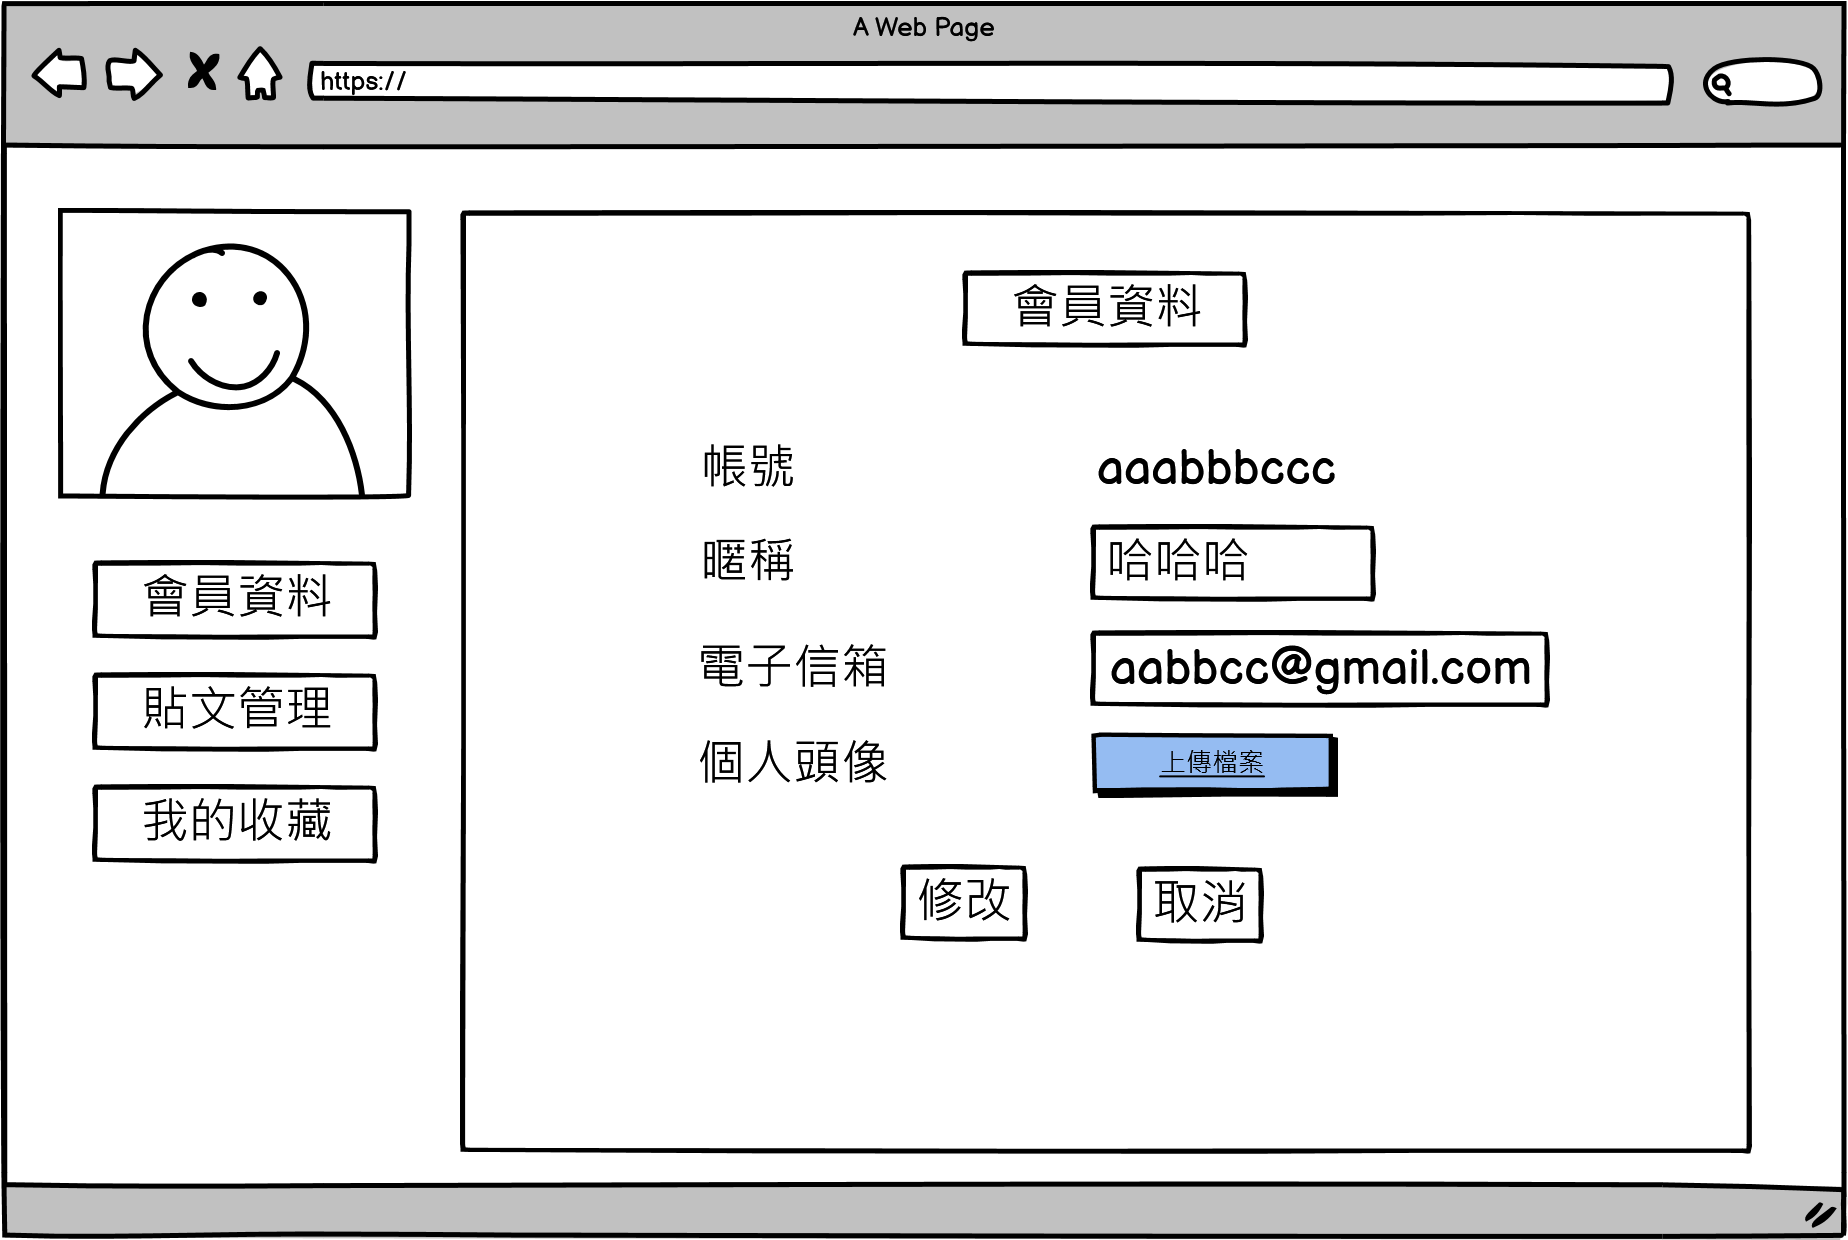 A Web Page
https://
會員資料
貼文管理
我的收藏
會員資料
帳號 aaabbbccc
暱稱 哈哈哈
電子信箱 aabbcc@gmail.com
個人頭像 上傳檔案
修改 取消